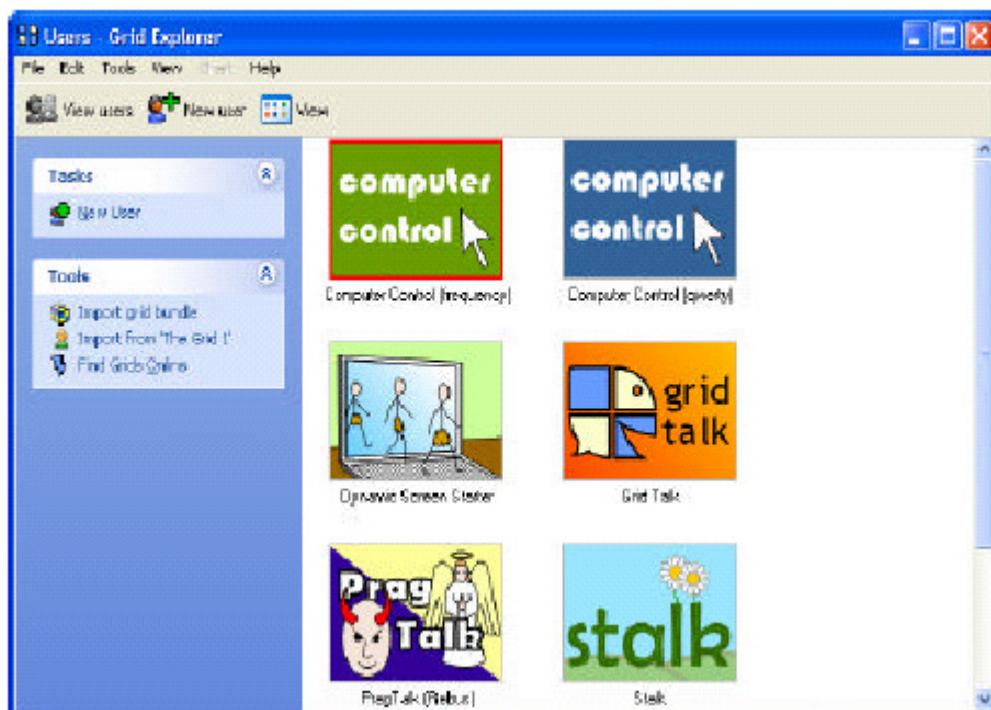 Users - Grid Explorer
File Edit Tools View Help
View users New user View
Tasks
New User
Tools
Import grid bundle
Import From 'The Grid 1'
Find Grids Online
computer
control
Computer Control (frequency)
computer
control
Computer Control (qwerty)
Dynamic Screen Starter
grid
talk
Grid Talk
Prag
Talk
PragTalk (Rebus)
stalk
Stalk